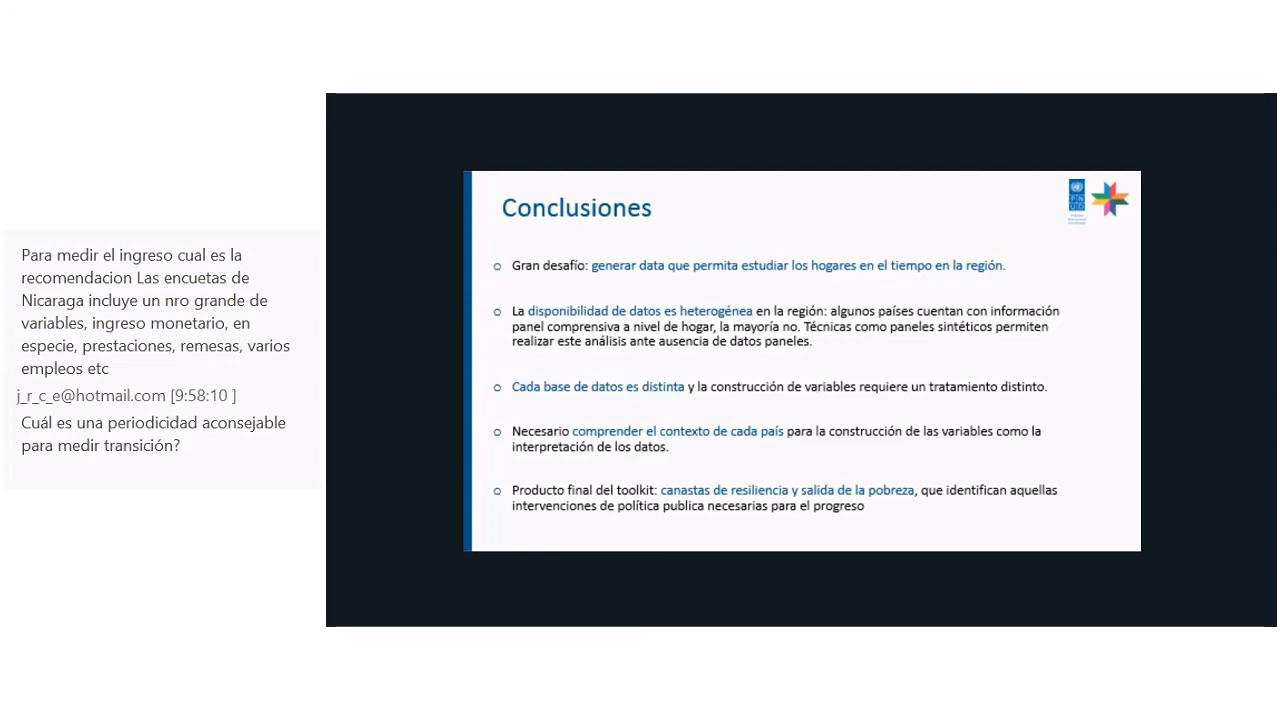 Para medir el ingreso cual es la
recomendacion Las encuetas de
Nicaraga incluye un nro grande de
variables, ingreso monetario, en
especie, prestaciones, remesas, varios
empleos etc
j_r_c_e@hotmail.com [9:58:10 ]
Cuál es una periodicidad aconsejable
para medir transición?
Conclusiones
P N
U D
Gran desafío: generar data que permita estudiar los hogares en el tiempo en la región.
La disponibilidad de datos es heterogénea en la región: algunos países cuentan con información
panel comprensiva a nivel de hogar, la mayoría no. Técnicas como paneles sintéticos permiten
realizar este análisis ante ausencia de datos paneles.
Cada base de datos es distinta y la construcción de variables requiere un tratamiento distinto.
Necesario comprender el contexto de cada país para la construcción de las variables como la
interpretación de los datos.
Producto final del toolkit: canastas de resiliencia y salida de la pobreza, que identifican aquellas
intervenciones de política publica necesarias para el progreso